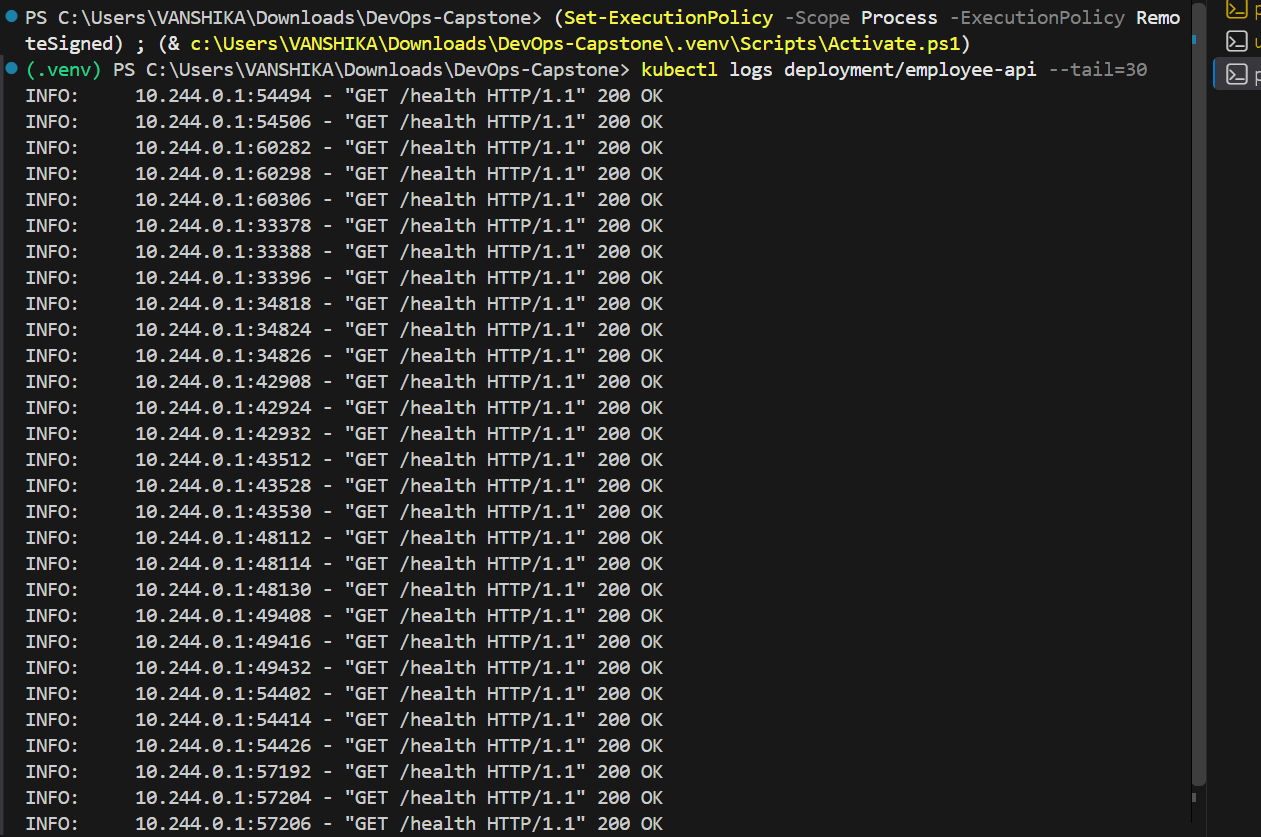 PS C:\Users\VANSHIKA\Downloads\DevOps-Capstone> (Set-ExecutionPolicy -Scope Process -ExecutionPolicy Remo
teSigned) ; (& c:\Users\VANSHIKA\Downloads\DevOps-Capstone\.venv\Scripts\Activate.ps1)
(.venv) PS C:\Users\VANSHIKA\Downloads\DevOps-Capstone> kubectl logs deployment/employee-api --tail=30
INFO:     10.244.0.1:54494 - "GET /health HTTP/1.1" 200 OK
INFO:     10.244.0.1:54506 - "GET /health HTTP/1.1" 200 OK
INFO:     10.244.0.1:60282 - "GET /health HTTP/1.1" 200 OK
INFO:     10.244.0.1:60298 - "GET /health HTTP/1.1" 200 OK
INFO:     10.244.0.1:60306 - "GET /health HTTP/1.1" 200 OK
INFO:     10.244.0.1:33378 - "GET /health HTTP/1.1" 200 OK
INFO:     10.244.0.1:33388 - "GET /health HTTP/1.1" 200 OK
INFO:     10.244.0.1:33396 - "GET /health HTTP/1.1" 200 OK
INFO:     10.244.0.1:34818 - "GET /health HTTP/1.1" 200 OK
INFO:     10.244.0.1:34824 - "GET /health HTTP/1.1" 200 OK
INFO:     10.244.0.1:34826 - "GET /health HTTP/1.1" 200 OK
INFO:     10.244.0.1:42908 - "GET /health HTTP/1.1" 200 OK
INFO:     10.244.0.1:42924 - "GET /health HTTP/1.1" 200 OK
INFO:     10.244.0.1:42932 - "GET /health HTTP/1.1" 200 OK
INFO:     10.244.0.1:43512 - "GET /health HTTP/1.1" 200 OK
INFO:     10.244.0.1:43528 - "GET /health HTTP/1.1" 200 OK
INFO:     10.244.0.1:43530 - "GET /health HTTP/1.1" 200 OK
INFO:     10.244.0.1:48112 - "GET /health HTTP/1.1" 200 OK
INFO:     10.244.0.1:48114 - "GET /health HTTP/1.1" 200 OK
INFO:     10.244.0.1:48130 - "GET /health HTTP/1.1" 200 OK
INFO:     10.244.0.1:49408 - "GET /health HTTP/1.1" 200 OK
INFO:     10.244.0.1:49416 - "GET /health HTTP/1.1" 200 OK
INFO:     10.244.0.1:49432 - "GET /health HTTP/1.1" 200 OK
INFO:     10.244.0.1:54402 - "GET /health HTTP/1.1" 200 OK
INFO:     10.244.0.1:54414 - "GET /health HTTP/1.1" 200 OK
INFO:     10.244.0.1:54426 - "GET /health HTTP/1.1" 200 OK
INFO:     10.244.0.1:57192 - "GET /health HTTP/1.1" 200 OK
INFO:     10.244.0.1:57204 - "GET /health HTTP/1.1" 200 OK
INFO:     10.244.0.1:57206 - "GET /health HTTP/1.1" 200 OK